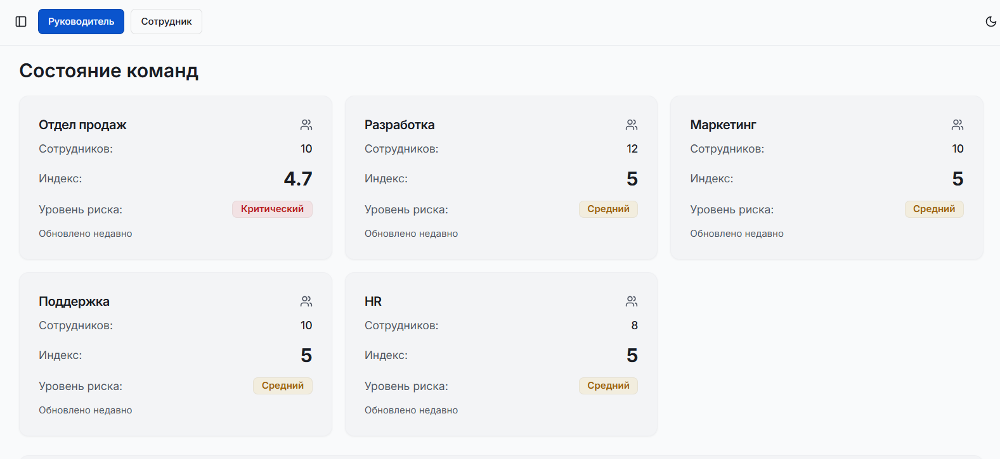 Руководитель
Сотрудник
Состояние команд
Отдел продаж
Сотрудников: 10
Индекс: 4.7
Уровень риска: Критический
Обновлено недавно
Разработка
Сотрудников: 12
Индекс: 5
Уровень риска: Средний
Обновлено недавно
Маркетинг
Сотрудников: 10
Индекс: 5
Уровень риска: Средний
Обновлено недавно
Поддержка
Сотрудников: 10
Индекс: 5
Уровень риска: Средний
Обновлено недавно
HR
Сотрудников: 8
Индекс: 5
Уровень риска: Средний
Обновлено недавно